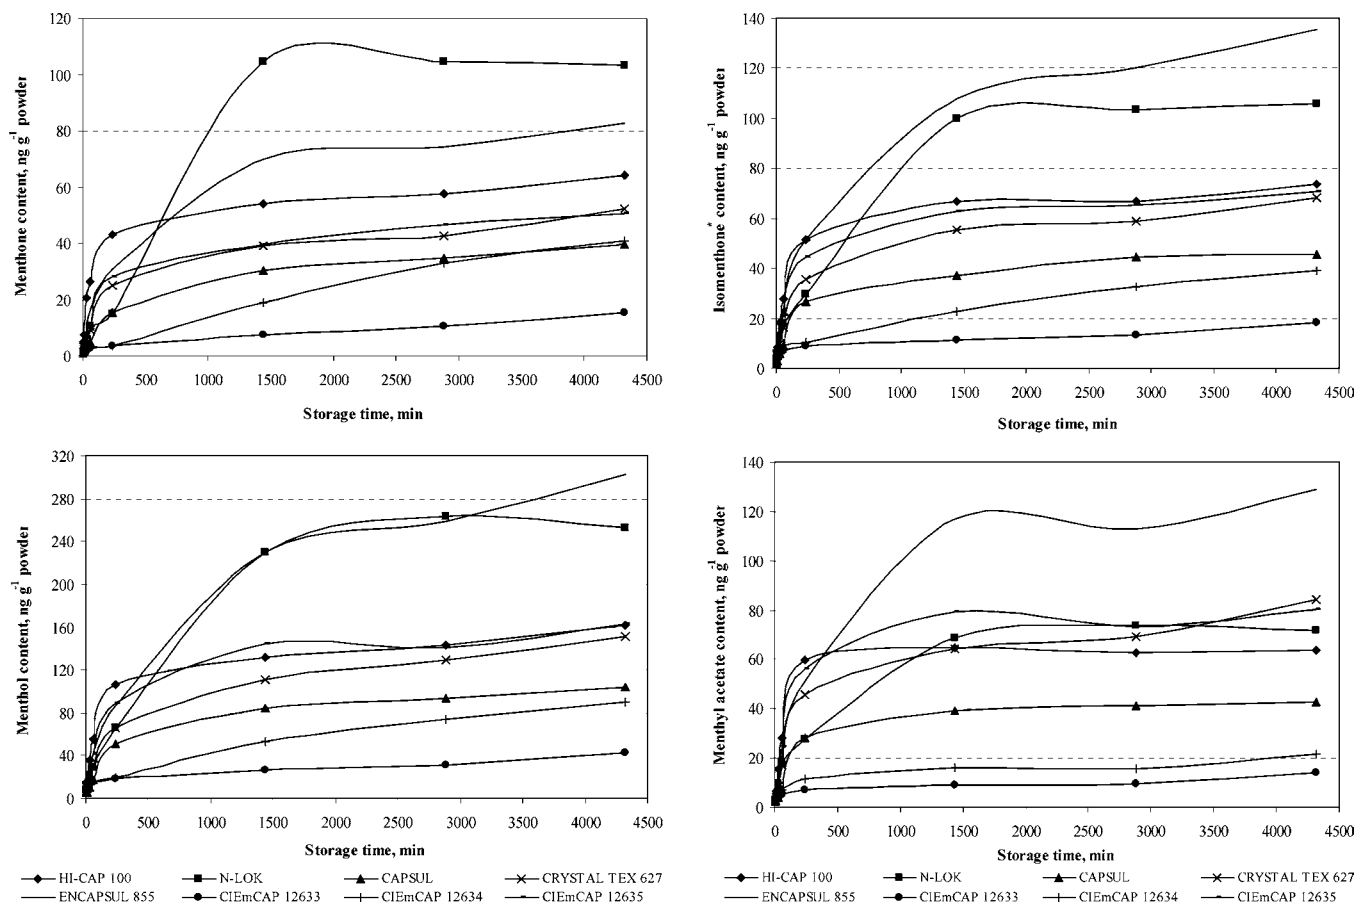 120
100
80
60
40
20
0
Menthone content, ng g⁻¹ powder
0 500 1000 1500 2000 2500 3000 3500 4000 4500
Storage time, min
140
120
100
80
60
40
20
0
Isomenthone* content, ng g⁻¹ powder
0 500 1000 1500 2000 2500 3000 3500 4000 4500
Storage time, min
320
280
240
200
160
120
80
40
0
Menthol content, ng g⁻¹ powder
0 500 1000 1500 2000 2500 3000 3500 4000 4500
Storage time, min
HI-CAP 100 N-LOK CAPSUL CRYSTAL TEX 627
ENCAPSUL 855 CIEmCAP 12633 CIEmCAP 12634 CIEmCAP 12635
140
120
100
80
60
40
20
0
Menthyl acetate content, ng g⁻¹ powder
0 500 1000 1500 2000 2500 3000 3500 4000 4500
Storage time, min
HI-CAP 100 N-LOK CAPSUL CRYSTAL TEX 627
ENCAPSUL 855 CIEmCAP 12633 CIEmCAP 12634 CIEmCAP 12635